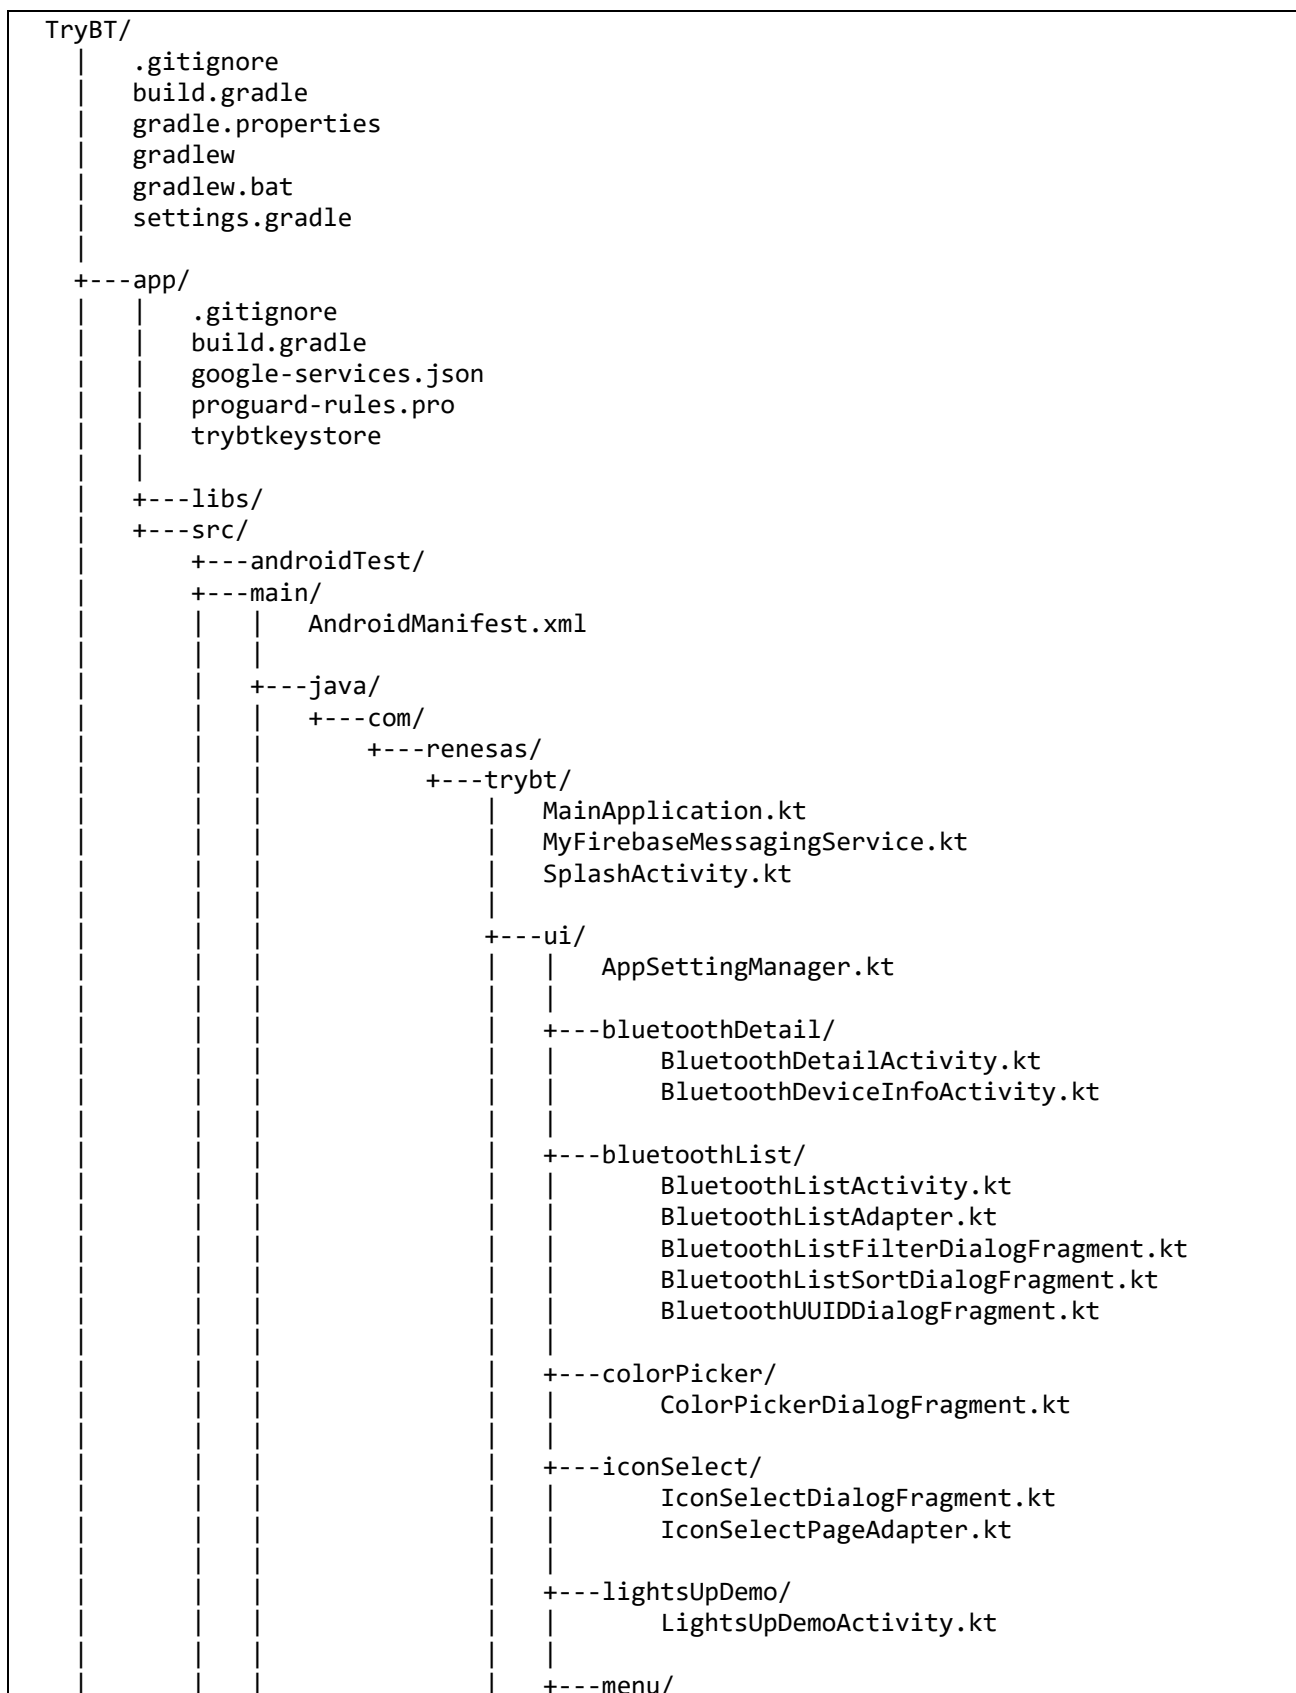 TryBT/
|   .gitignore
|   build.gradle
|   gradle.properties
|   gradlew
|   gradlew.bat
|   settings.gradle
|
+---app/
|   |   .gitignore
|   |   build.gradle
|   |   google-services.json
|   |   proguard-rules.pro
|   |   trybtkeystore
|   |
|   +---libs/
|   +---src/
|       +---androidTest/
|       +---main/
|       |   |   AndroidManifest.xml
|       |   |
|       |   +---java/
|       |   |   +---com/
|       |   |       +---renesas/
|       |   |           +---trybt/
|       |   |               |   MainApplication.kt
|       |   |               |   MyFirebaseMessagingService.kt
|       |   |               |   SplashActivity.kt
|       |   |               |
|       |   |               +---ui/
|       |   |               |   |   AppSettingManager.kt
|       |   |               |   |
|       |   |               |   +---bluetoothDetail/
|       |   |               |   |       BluetoothDetailActivity.kt
|       |   |               |   |       BluetoothDeviceInfoActivity.kt
|       |   |               |   |
|       |   |               |   +---bluetoothList/
|       |   |               |   |       BluetoothListActivity.kt
|       |   |               |   |       BluetoothListAdapter.kt
|       |   |               |   |       BluetoothListFilterDialogFragment.kt
|       |   |               |   |       BluetoothListSortDialogFragment.kt
|       |   |               |   |       BluetoothUUIDDialogFragment.kt
|       |   |               |   |
|       |   |               |   +---colorPicker/
|       |   |               |   |       ColorPickerDialogFragment.kt
|       |   |               |   |
|       |   |               |   +---iconSelect/
|       |   |               |   |       IconSelectDialogFragment.kt
|       |   |               |   |       IconSelectPageAdapter.kt
|       |   |               |   |
|       |   |               |   +---lightsUpDemo/
|       |   |               |   |       LightsUpDemoActivity.kt
|       |   |               |   |
|       |   |               |   +---menu/